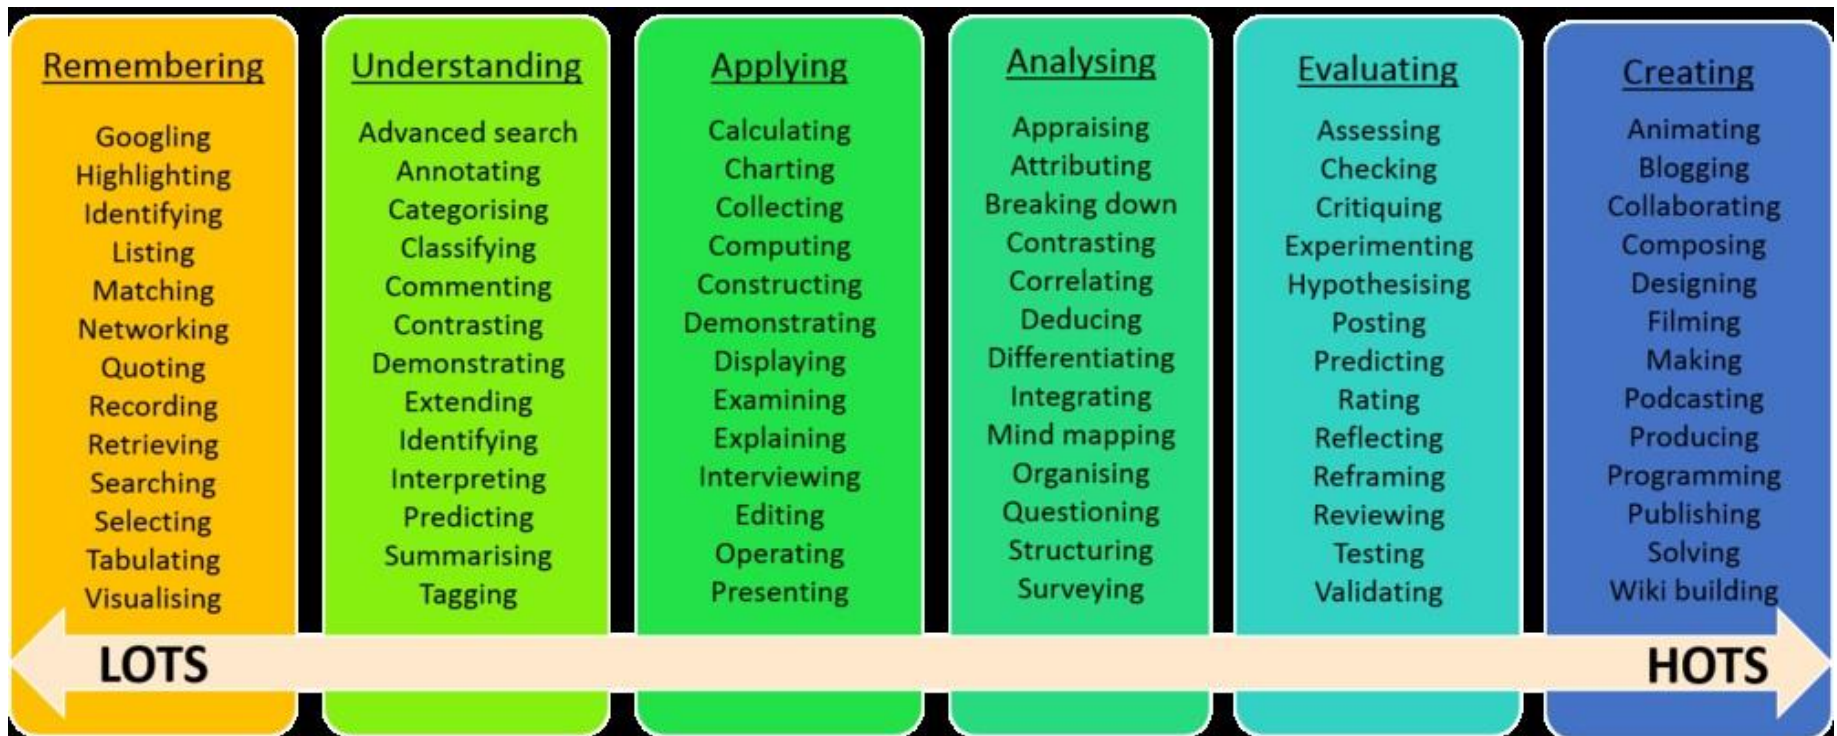 Remembering
Googling
Highlighting
Identifying
Listing
Matching
Networking
Quoting
Recording
Retrieving
Searching
Selecting
Tabulating
Visualising
Understanding
Advanced search
Annotating
Categorising
Classifying
Commenting
Contrasting
Demonstrating
Extending
Identifying
Interpreting
Predicting
Summarising
Tagging
Applying
Calculating
Charting
Collecting
Computing
Constructing
Demonstrating
Displaying
Examining
Explaining
Interviewing
Editing
Operating
Presenting
Analysing
Appraising
Attributing
Breaking down
Contrasting
Correlating
Deducing
Differentiating
Integrating
Mind mapping
Organising
Questioning
Structuring
Surveying
Evaluating
Assessing
Checking
Critiquing
Experimenting
Hypothesising
Posting
Predicting
Rating
Reflecting
Reframing
Reviewing
Testing
Validating
Creating
Animating
Blogging
Collaborating
Composing
Designing
Filming
Making
Podcasting
Producing
Programming
Publishing
Solving
Wiki building
LOTS
HOTS